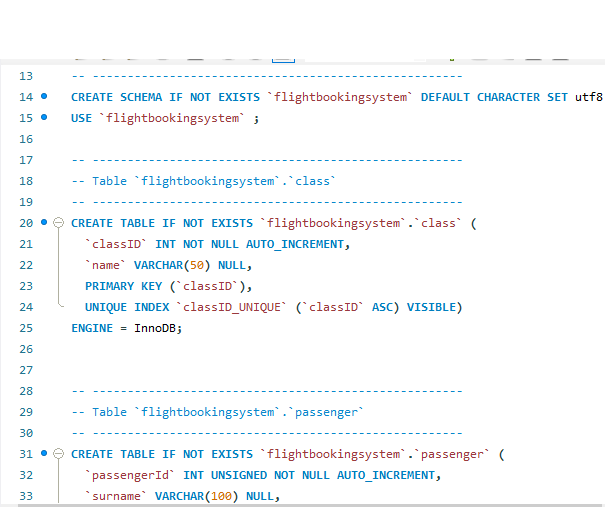 13 -- -----------------------------------------------------
14 CREATE SCHEMA IF NOT EXISTS `flightbookingsystem` DEFAULT CHARACTER SET utf8
15 USE `flightbookingsystem` ;
16
17 -- -----------------------------------------------------
18 -- Table `flightbookingsystem`.`class`
19 -- -----------------------------------------------------
20 CREATE TABLE IF NOT EXISTS `flightbookingsystem`.`class` (
21 `classID` INT NOT NULL AUTO_INCREMENT,
22 `name` VARCHAR(50) NULL,
23 PRIMARY KEY (`classID`),
24 UNIQUE INDEX `classID_UNIQUE` (`classID` ASC) VISIBLE)
25 ENGINE = InnoDB;
26
27
28 -- -----------------------------------------------------
29 -- Table `flightbookingsystem`.`passenger`
30 -- -----------------------------------------------------
31 CREATE TABLE IF NOT EXISTS `flightbookingsystem`.`passenger` (
32 `passengerId` INT UNSIGNED NOT NULL AUTO_INCREMENT,
33 `surname` VARCHAR(100) NULL,